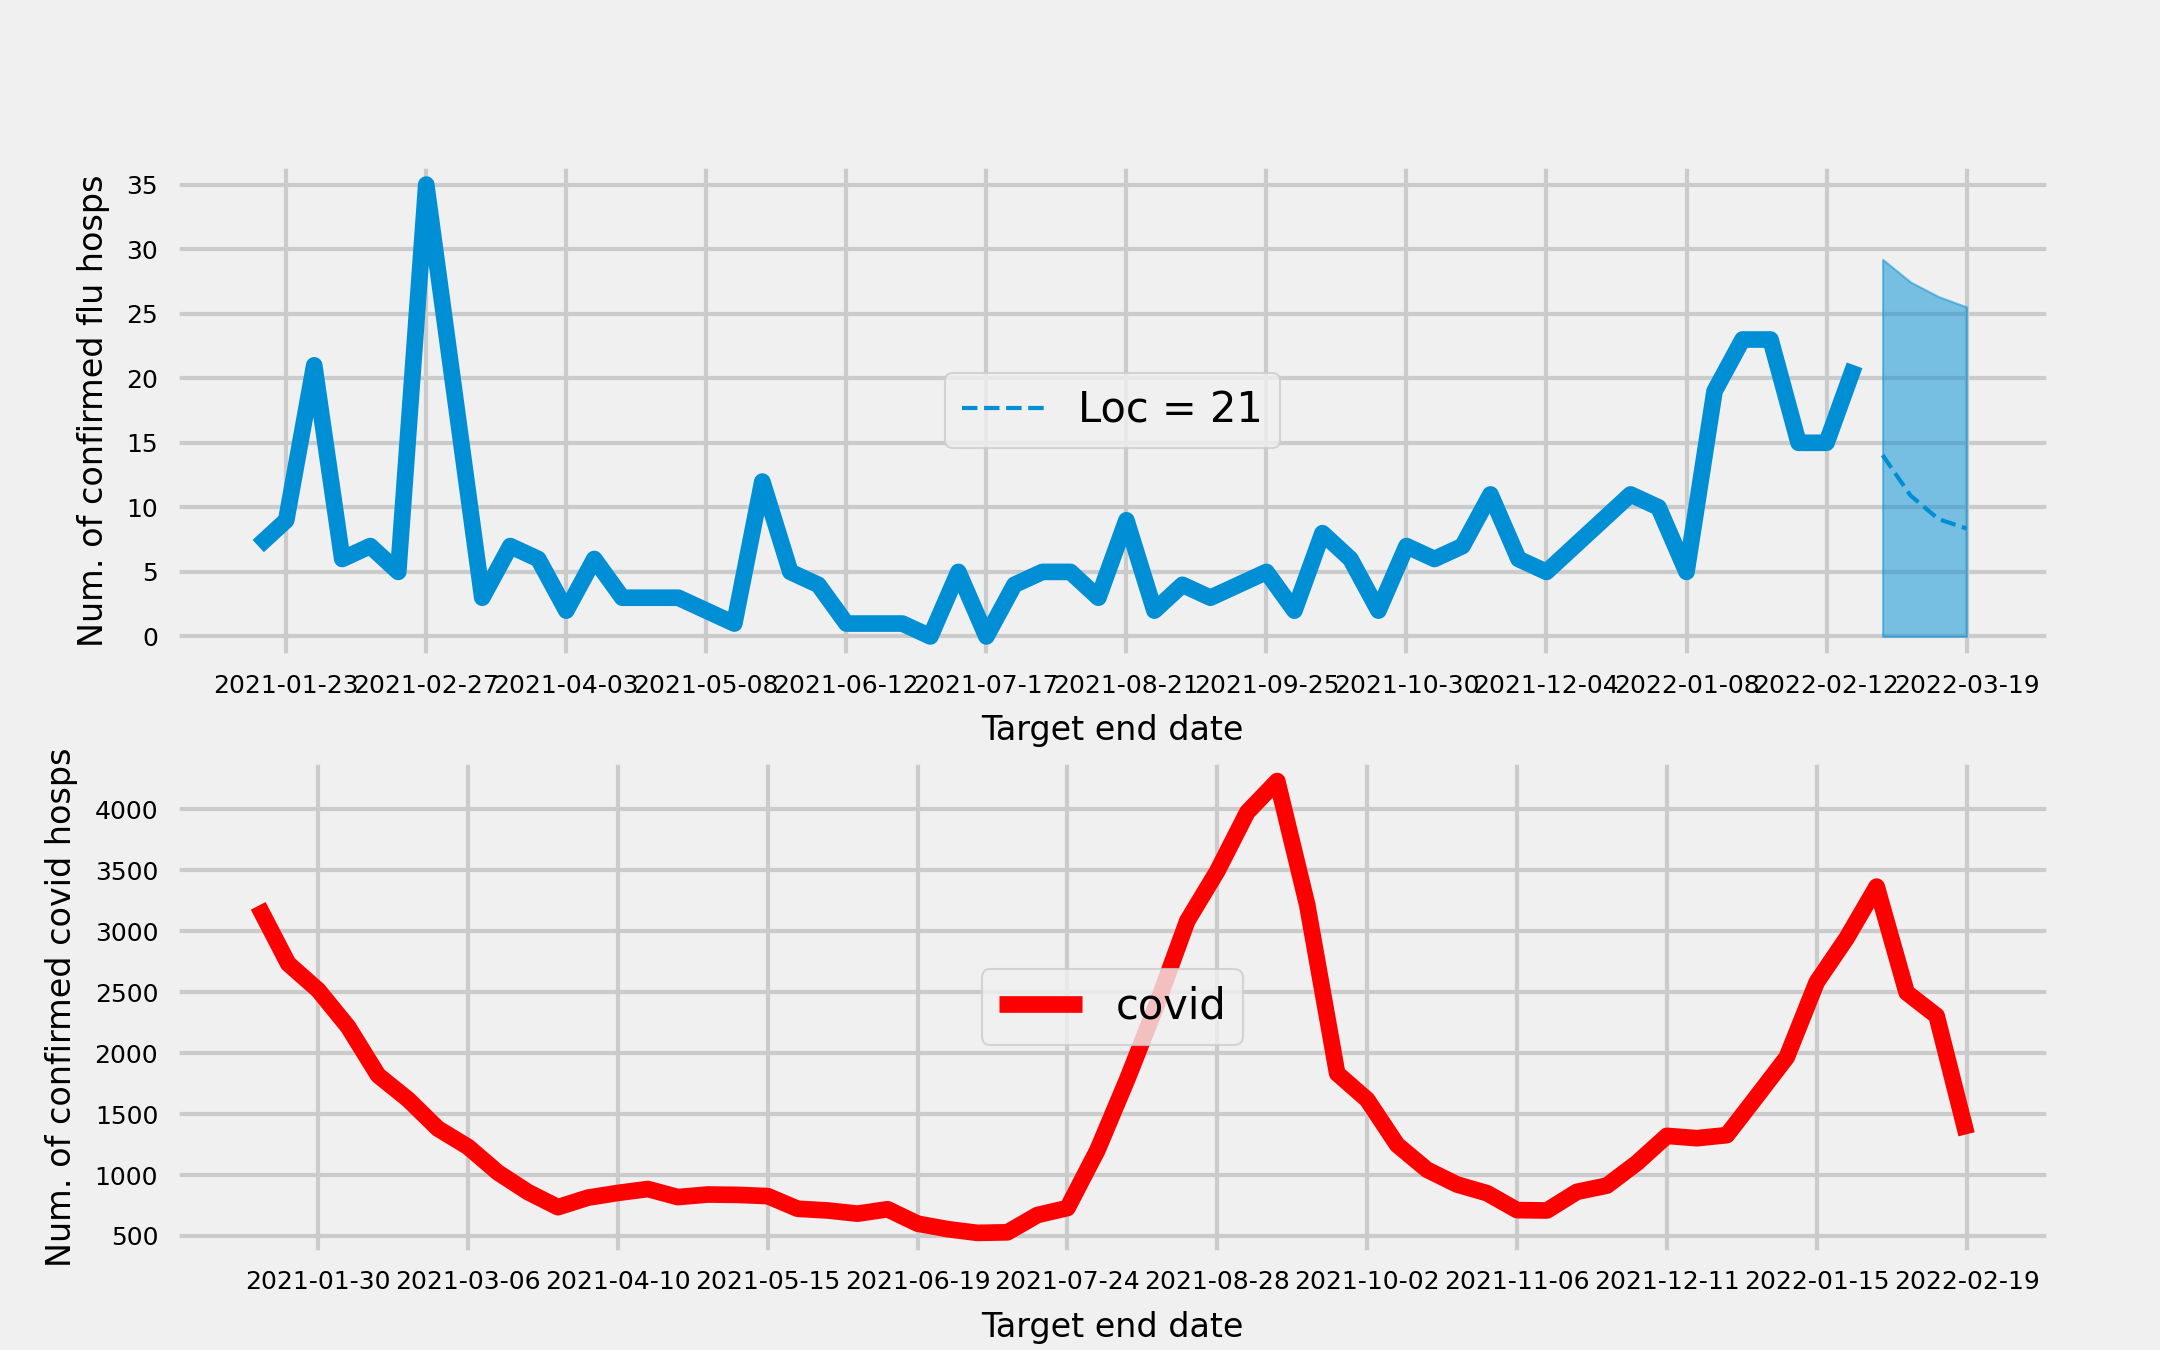 Num. of confirmed flu hosps
35
30
25
20
15
10
5
0
Loc = 21
2021-01-23 2021-02-27 2021-04-03 2021-05-08 2021-06-12 2021-07-17 2021-08-21 2021-09-25 2021-10-30 2021-12-04 2022-01-08 2022-02-12 2022-03-19
Target end date
Num. of confirmed covid hosps
4000
3500
3000
2500
2000
1500
1000
500
covid
2021-01-30 2021-03-06 2021-04-10 2021-05-15 2021-06-19 2021-07-24 2021-08-28 2021-10-02 2021-11-06 2021-12-11 2022-01-15 2022-02-19
Target end date